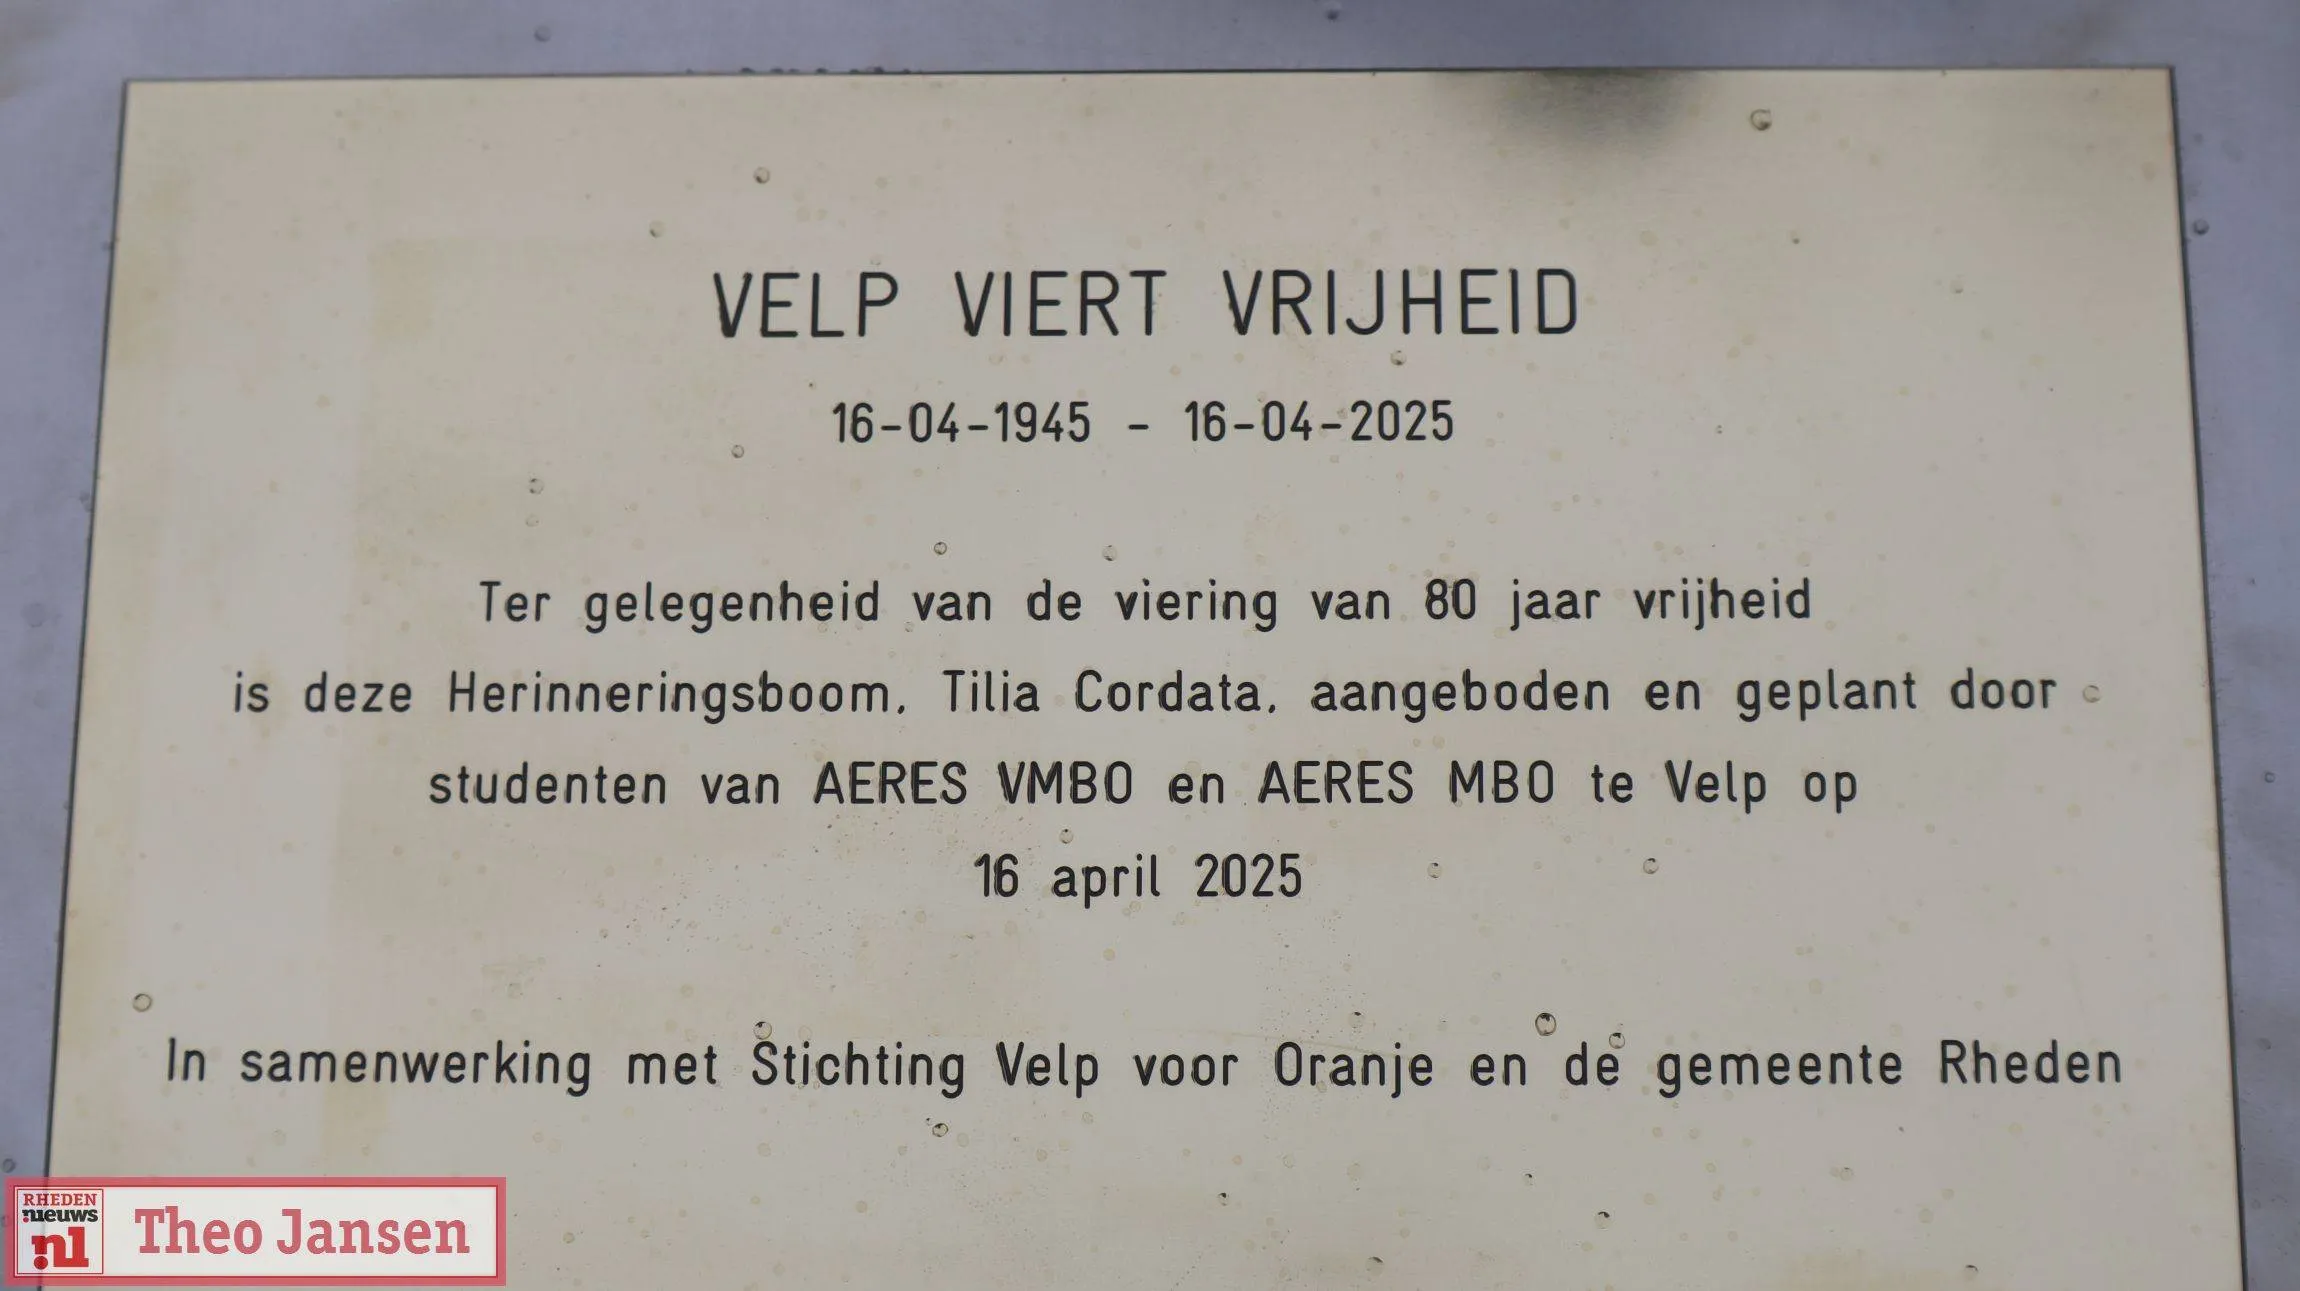 VELP VIERT VRIJHEID
16-04-1945 - 16-04-2025
Ter gelegenheid van de viering van 80 jaar vrijheid
is deze Herinneringsboom, Tilia Cordata, aangeboden en geplant door
studenten van AERES VMBO en AERES MBO te Velp op
16 april 2025
In samenwerking met Stichting Velp voor Oranje en de gemeente Rheden
RHEDEN
nieuws
.nl
Theo Jansen